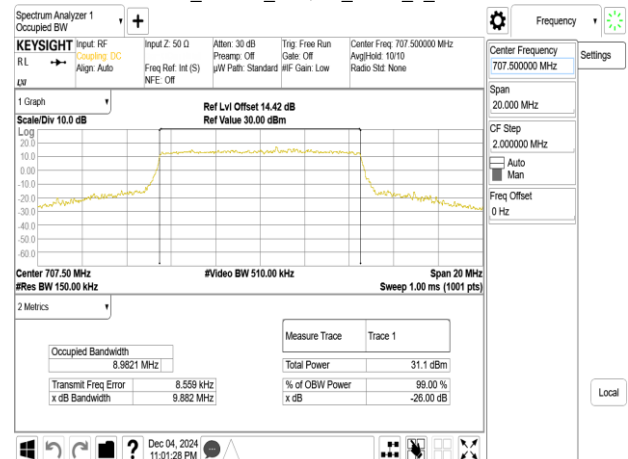 Spectrum Analyzer 1
Occupied BW
Frequency
KEYSIGHT
RL
Input: RF
Coupling: DC
Align: Auto
Input Z: 50 Ω
Freq Ref: Int (S)
NFE: Off
Atten: 30 dB
Preamp: Off
µW Path: Standard
Trig: Free Run
Gate: Off
#IF Gain: Low
Center Freq: 707.500000 MHz
Avg|Hold: 10/10
Radio Std: None
Center Frequency
707.500000 MHz
Settings
Span
20.000 MHz
CF Step
2.000000 MHz
Auto
Man
Freq Offset
0 Hz
Local
1 Graph
Scale/Div 10.0 dB
Ref Lvl Offset 14.42 dB
Ref Value 30.00 dBm
Log
20.0
10.0
0.00
-10.0
-20.0
-30.0
-40.0
-50.0
-60.0
Center 707.50 MHz
#Video BW 510.00 kHz
Span 20 MHz
#Res BW 150.00 kHz
Sweep 1.00 ms (1001 pts)
2 Metrics
Measure Trace
Trace 1
Occupied Bandwidth
8.9821 MHz
Total Power
31.1 dBm
Transmit Freq Error
8.559 kHz
% of OBW Power
99.00 %
x dB Bandwidth
9.882 MHz
x dB
-26.00 dB
?
Dec 04, 2024
11:01:28 PM